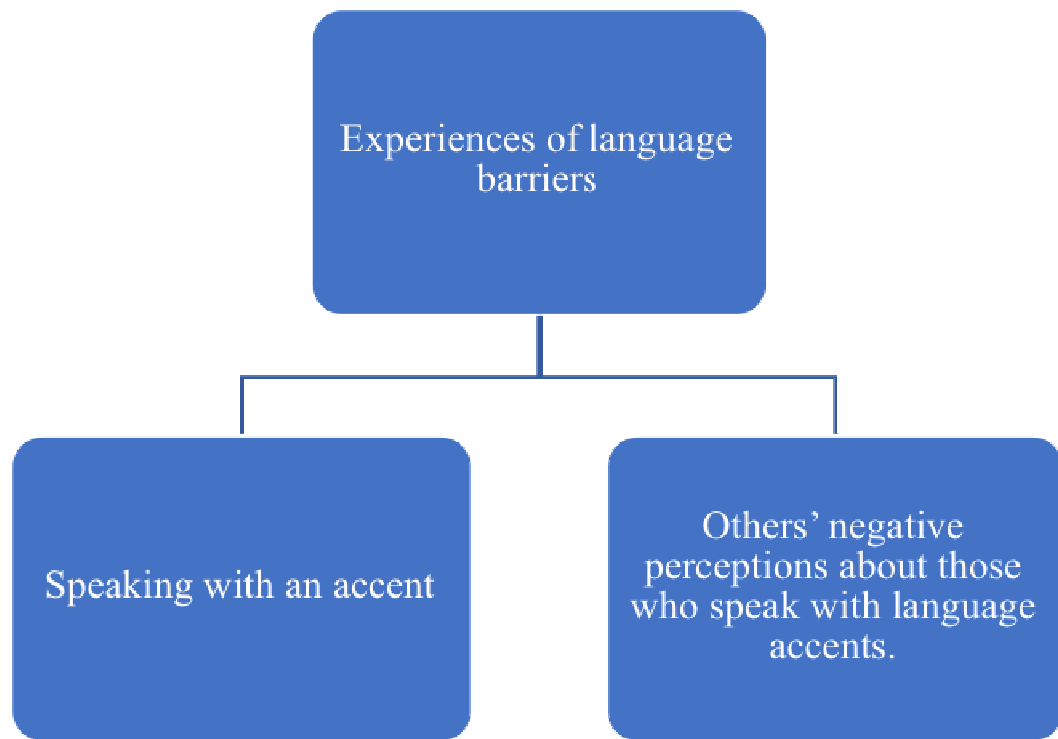 Experiences of language
barriers
Speaking with an accent
Others’ negative
perceptions about those
who speak with language
accents.